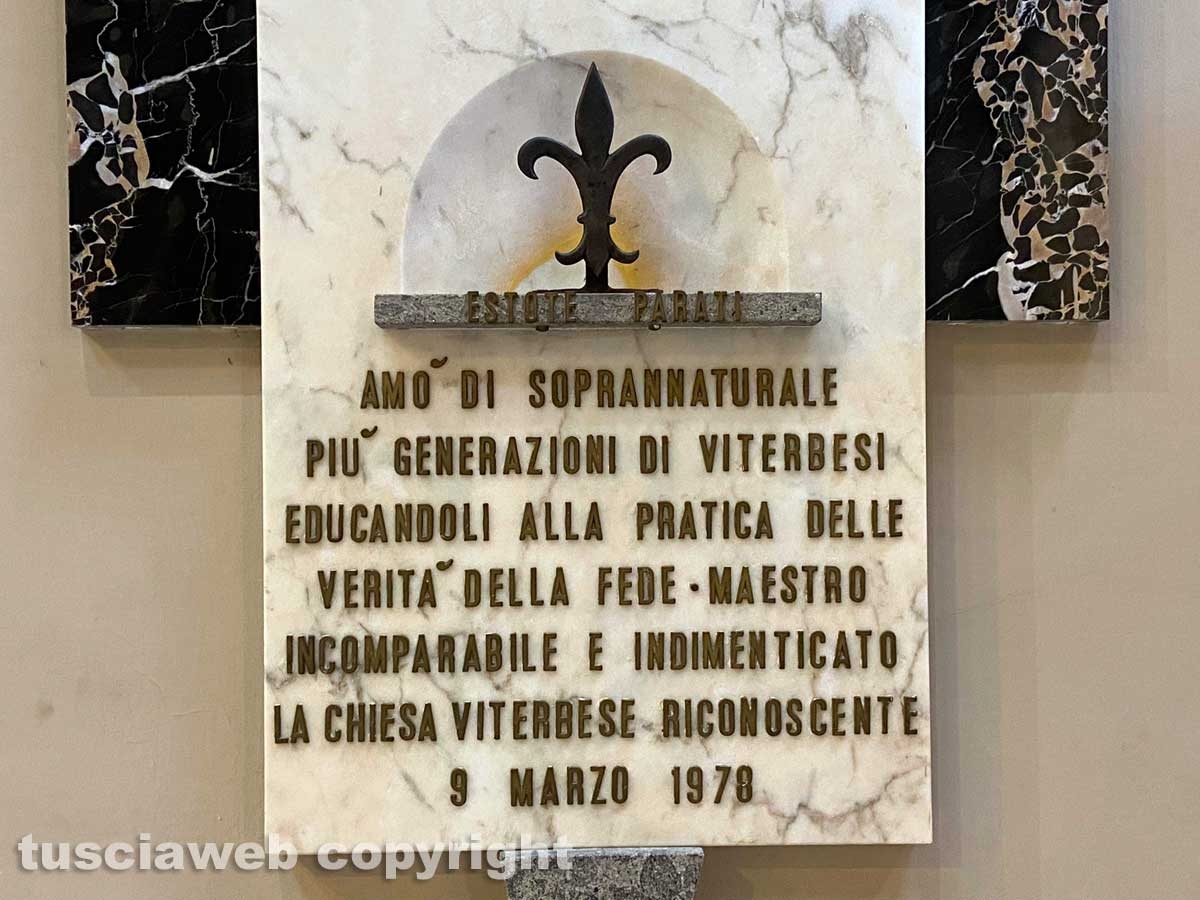 ESTOTE PARATI
AMO̓ DI SOPRANNATURALE
PIU̓ GENERAZIONI DI VITERBESI
EDUCANDOLI ALLA PRATICA DELLE
VERITA̓ DELLA FEDE · MAESTRO
INCOMPARABILE E INDIMENTICATO
LA CHIESA VITERBESE RICONOSCENTE
9 MARZO 1978
tusciaweb copyright